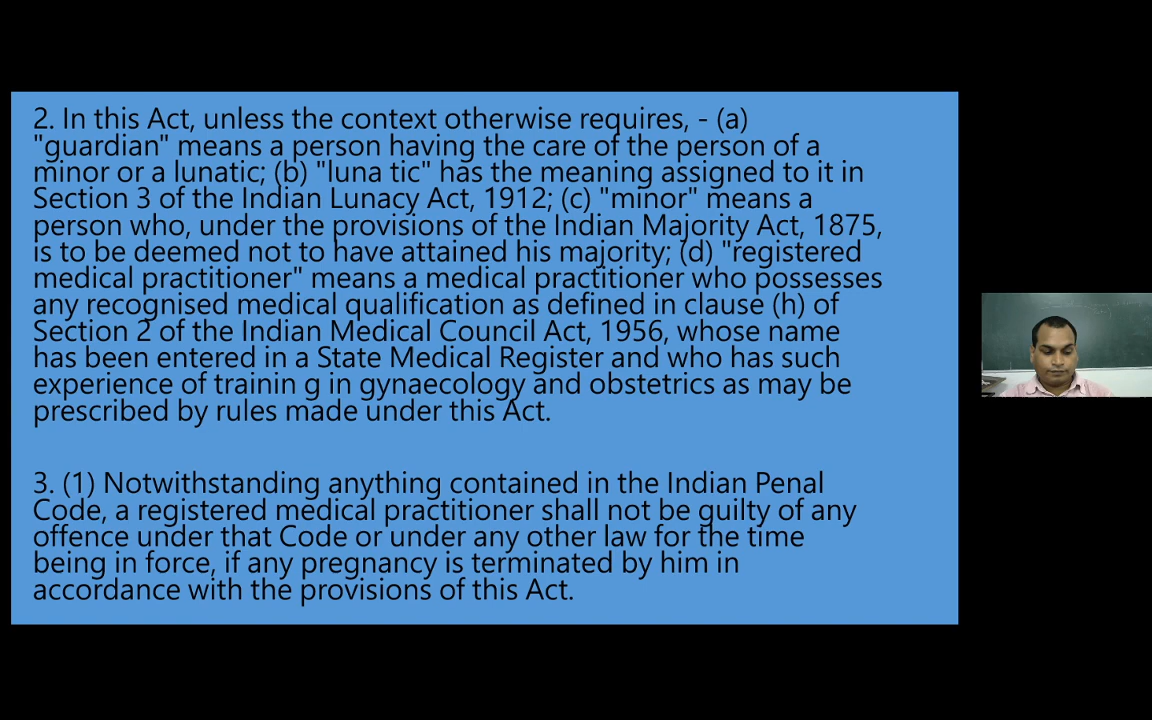 2. In this Act, unless the context otherwise requires, - (a)
"guardian" means a person having the care of the person of a
minor or a lunatic; (b) "luna tic" has the meaning assigned to it in
Section 3 of the Indian Lunacy Act, 1912; (c) "minor" means a
person who, under the provisions of the Indian Majority Act, 1875,
is to be deemed not to have attained his majority; (d) "registered
medical practitioner" means a medical practitioner who possesses
any recognised medical qualification as defined in clause (h) of
Section 2 of the Indian Medical Council Act, 1956, whose name
has been entered in a State Medical Register and who has such
experience of trainin g in gynaecology and obstetrics as may be
prescribed by rules made under this Act.
3. (1) Notwithstanding anything contained in the Indian Penal
Code, a registered medical practitioner shall not be guilty of any
offence under that Code or under any other law for the time
being in force, if any pregnancy is terminated by him in
accordance with the provisions of this Act.